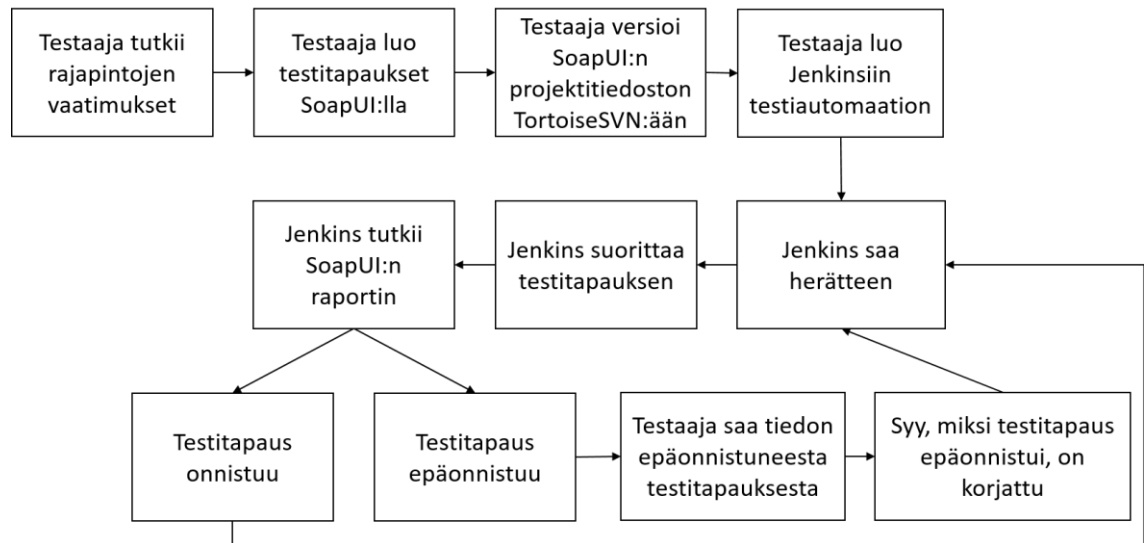 Testaaja tutkii
rajapintojen
vaatimukset
Testaaja luo
testitapaukset
SoapUI:lla
Testaaja versioi
SoapUI:n
projektitiedoston
TortoiseSVN:ään
Testaaja luo
Jenkinsiin
testiautomaation
Jenkins saa
herätteen
Jenkins suorittaa
testitapauksen
Jenkins tutkii
SoapUI:n
raportin
Testitapaus
onnistuu
Testitapaus
epäonnistuu
Testaaja saa tiedon
epäonnistuneesta
testitapauksesta
Syy, miksi testitapaus
epäonnistui, on
korjattu